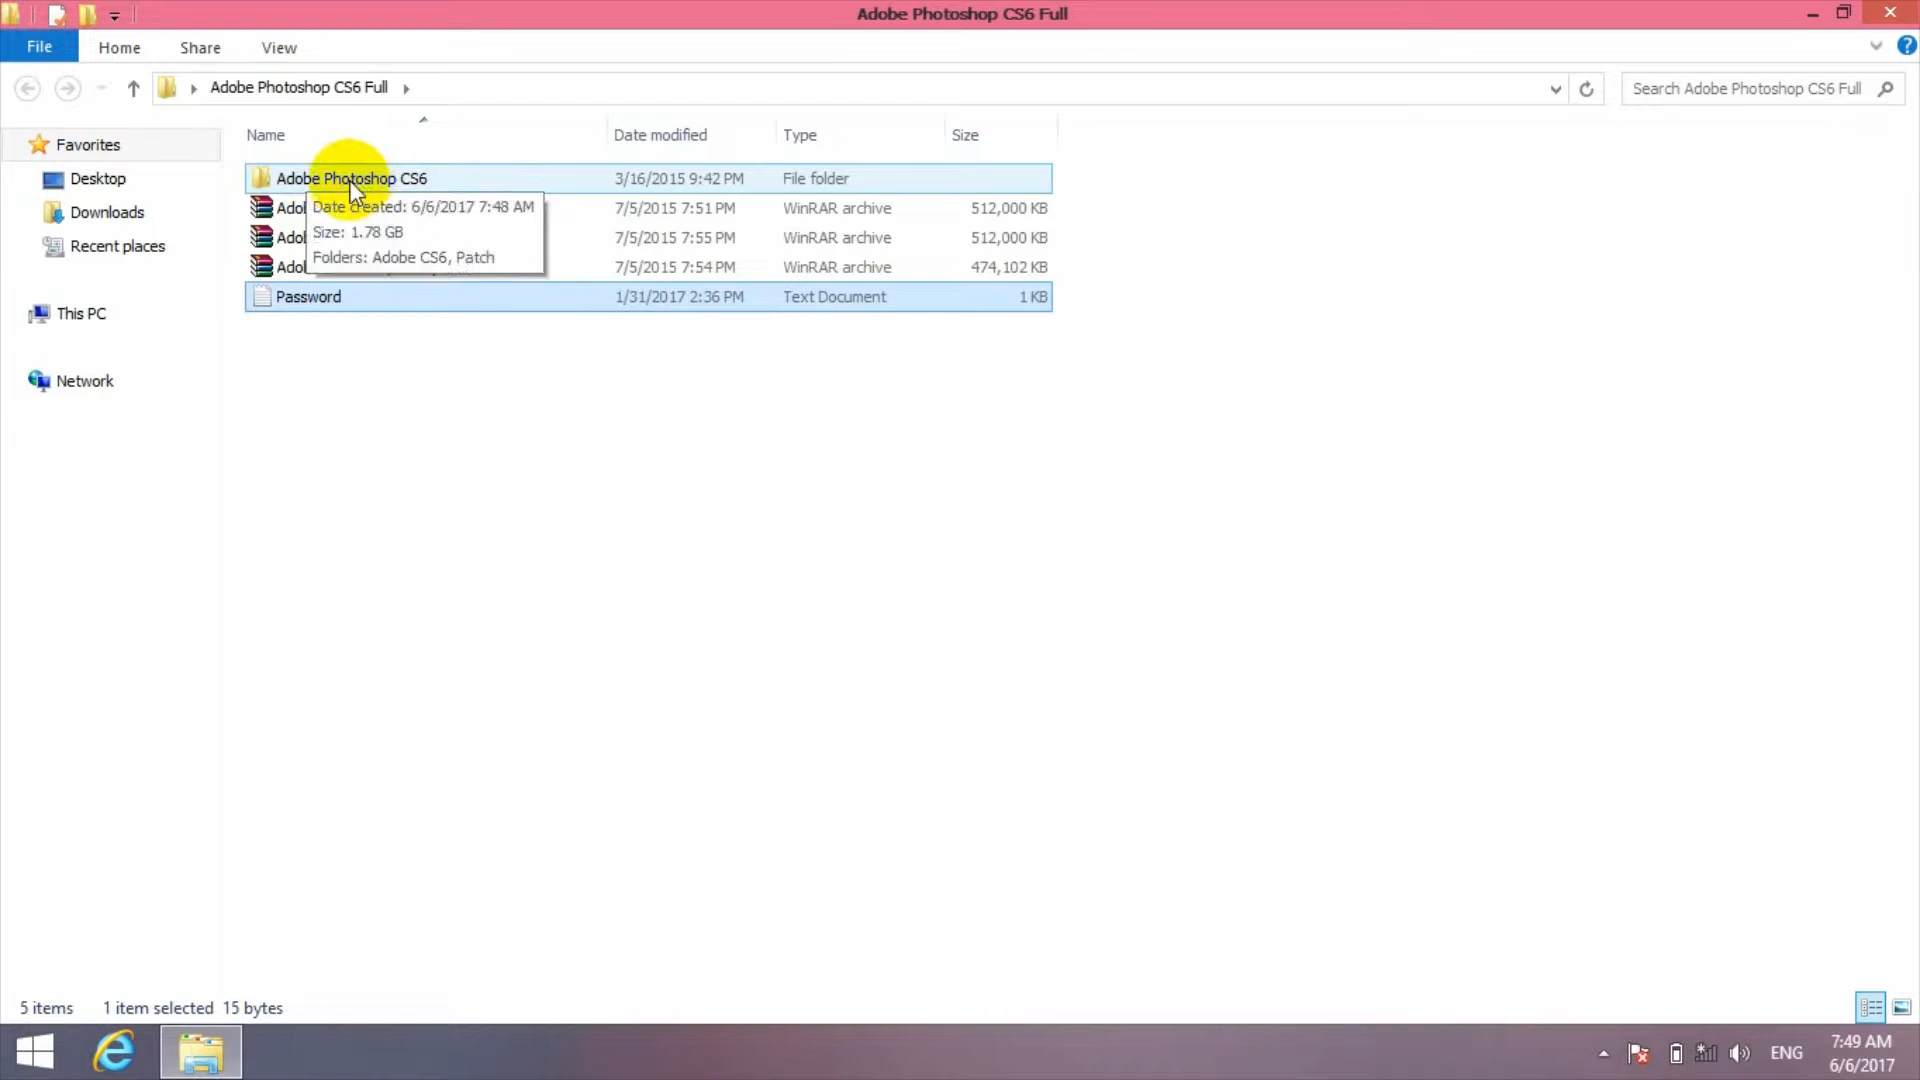 Adobe Photoshop CS6 Full
File Home Share View
Adobe Photoshop CS6 Full
Search Adobe Photoshop CS6 Full
Name Date modified Type Size
Favorites
Desktop
Downloads
Recent places
This PC
Network
Adobe Photoshop CS6 3/16/2015 9:42 PM File folder
Adol 7/5/2015 7:51 PM WinRAR archive 512,000 KB
Adol 7/5/2015 7:55 PM WinRAR archive 512,000 KB
Adol 7/5/2015 7:54 PM WinRAR archive 474,102 KB
Password 1/31/2017 2:36 PM Text Document 1 KB
Date created: 6/6/2017 7:48 AM
Size: 1.78 GB
Folders: Adobe CS6, Patch
5 items 1 item selected 15 bytes
ENG
7:49 AM
6/6/2017